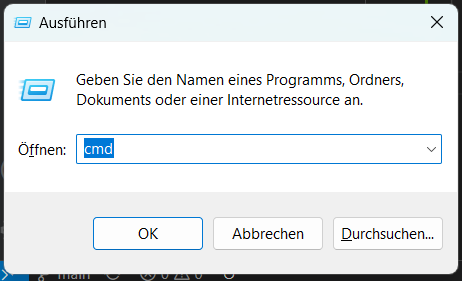 Ausführen
Geben Sie den Namen eines Programms, Ordners,
Dokuments oder einer Internetressource an.
Öffnen: cmd
OK Abbrechen Durchsuchen...
main 0 0